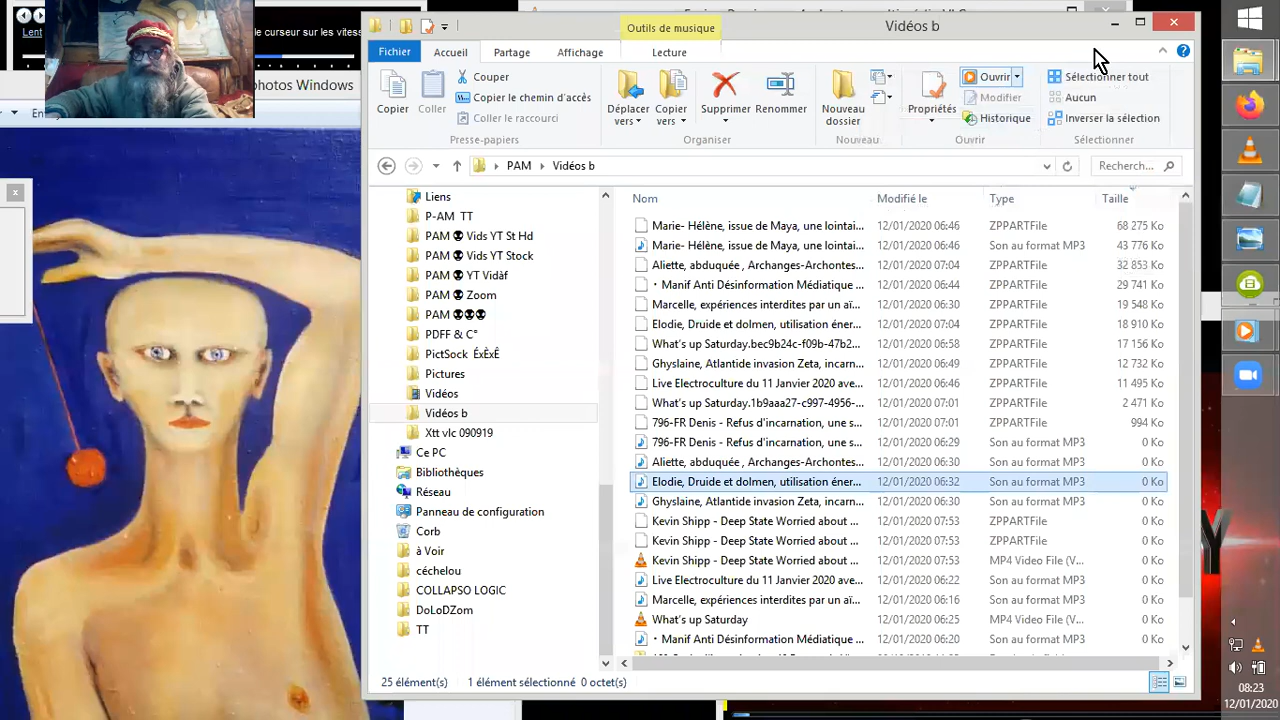 Lent
le curseur sur les vitess
photos Windows
En
x
Outils de musique
Vidéos b
Fichier
Accueil
Partage
Affichage
Lecture
Copier
Coller
Couper
Copier le chemin d'accès
Coller le raccourci
Déplacer vers
Copier vers
Supprimer
Renommer
Nouveau dossier
Propriétés
Ouvrir
Modifier
Historique
Sélectionner tout
Aucun
Inverser la sélection
Presse-papiers
Organiser
Nouveau
Ouvrir
Sélectionner
PAM
Vidéos b
Recherch...
Liens
P-AM TT
PAM 👽 Vids YT St Hd
PAM 👽 Vids YT Stock
PAM 👽 YT Vidàf
PAM 👽 Zoom
PAM 👽👽👽
PDFF & C°
PictSock ÉxÊxÈ
Pictures
Vidéos
Vidéos b
Xtt vlc 090919
Ce PC
Bibliothèques
Réseau
Panneau de configuration
Corb
à Voir
céchelou
COLLAPSO LOGIC
DoLoDZom
TT
Nom Modifié le Type Taille
Marie- Hélène, issue de Maya, une lointai... 12/01/2020 06:46 ZPPARTFile 68 275 Ko
Marie- Hélène, issue de Maya, une lointai... 12/01/2020 06:46 Son au format MP3 43 776 Ko
Aliette, abduquée , Archanges-Archontes... 12/01/2020 07:04 ZPPARTFile 32 853 Ko
· Manif Anti Désinformation Médiatique ... 12/01/2020 06:44 ZPPARTFile 29 741 Ko
Marcelle, expériences interdites par un aï... 12/01/2020 06:30 ZPPARTFile 19 548 Ko
Elodie, Druide et dolmen, utilisation éner... 12/01/2020 07:04 ZPPARTFile 18 910 Ko
What's up Saturday.bec9b24c-f09b-47b2... 12/01/2020 06:58 ZPPARTFile 17 156 Ko
Ghyslaine, Atlantide invasion Zeta, incarn... 12/01/2020 06:49 ZPPARTFile 12 732 Ko
Live Electroculture du 11 Janvier 2020 ave... 12/01/2020 06:46 ZPPARTFile 11 495 Ko
What's up Saturday.1b9aaa27-c997-4956-... 12/01/2020 07:01 ZPPARTFile 2 471 Ko
796-FR Denis - Refus d'incarnation, une s... 12/01/2020 07:01 ZPPARTFile 994 Ko
796-FR Denis - Refus d'incarnation, une s... 12/01/2020 06:29 Son au format MP3 0 Ko
Aliette, abduquée , Archanges-Archontes... 12/01/2020 06:30 Son au format MP3 0 Ko
Elodie, Druide et dolmen, utilisation éner... 12/01/2020 06:32 Son au format MP3 0 Ko
Ghyslaine, Atlantide invasion Zeta, incarn... 12/01/2020 06:30 Son au format MP3 0 Ko
Kevin Shipp - Deep State Worried about ... 12/01/2020 07:53 ZPPARTFile 0 Ko
Kevin Shipp - Deep State Worried about ... 12/01/2020 07:53 ZPPARTFile 0 Ko
Kevin Shipp - Deep State Worried about ... 12/01/2020 07:53 MP4 Video File (V... 0 Ko
Live Electroculture du 11 Janvier 2020 ave... 12/01/2020 06:22 Son au format MP3 0 Ko
Marcelle, expériences interdites par un aï... 12/01/2020 06:16 Son au format MP3 0 Ko
What's up Saturday 12/01/2020 06:25 MP4 Video File (V... 0 Ko
· Manif Anti Désinformation Médiatique ... 12/01/2020 06:20 Son au format MP3 0 Ko
25 élément(s) 1 élément sélectionné 0 octet(s)
08:23
12/01/2020